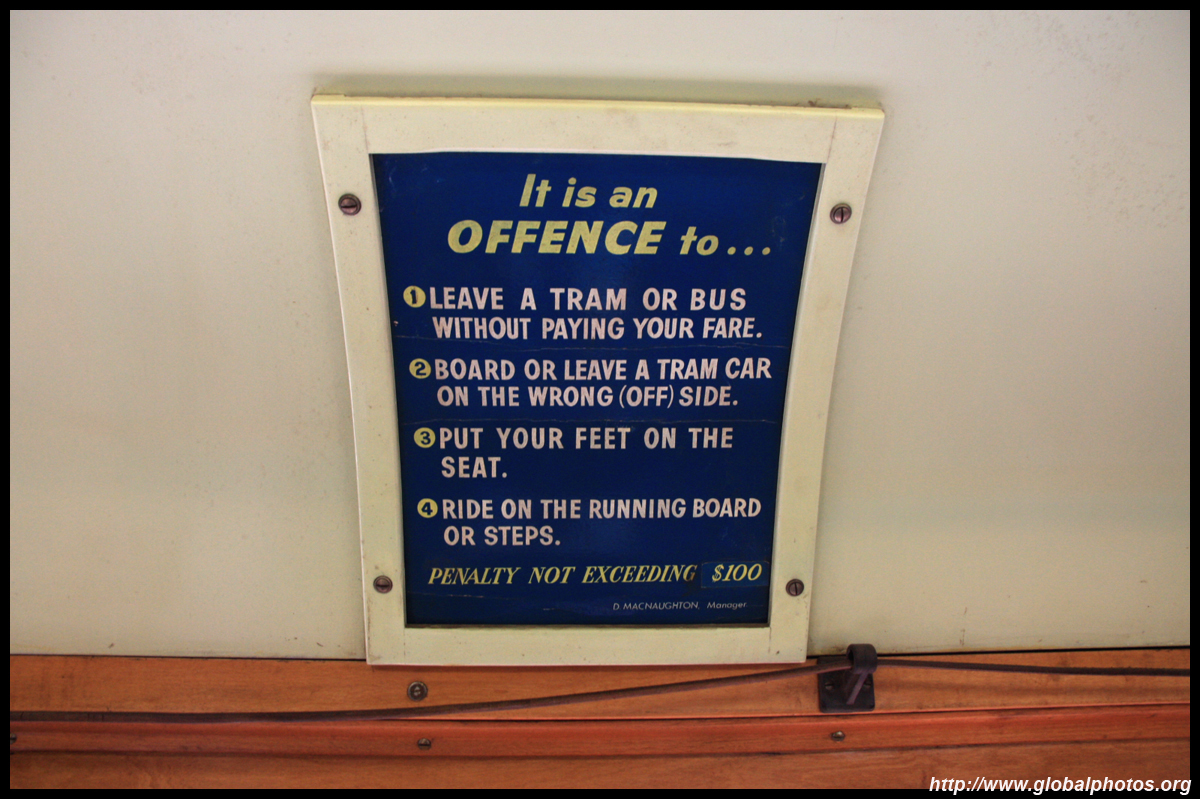 It is an
OFFENCE to...
1 LEAVE A TRAM OR BUS
WITHOUT PAYING YOUR FARE.
2 BOARD OR LEAVE A TRAM CAR
ON THE WRONG (OFF) SIDE.
3 PUT YOUR FEET ON THE
SEAT.
4 RIDE ON THE RUNNING BOARD
OR STEPS.
PENALTY NOT EXCEEDING $100
D MACNAUGHTON, Manager
http://www.globalphotos.org